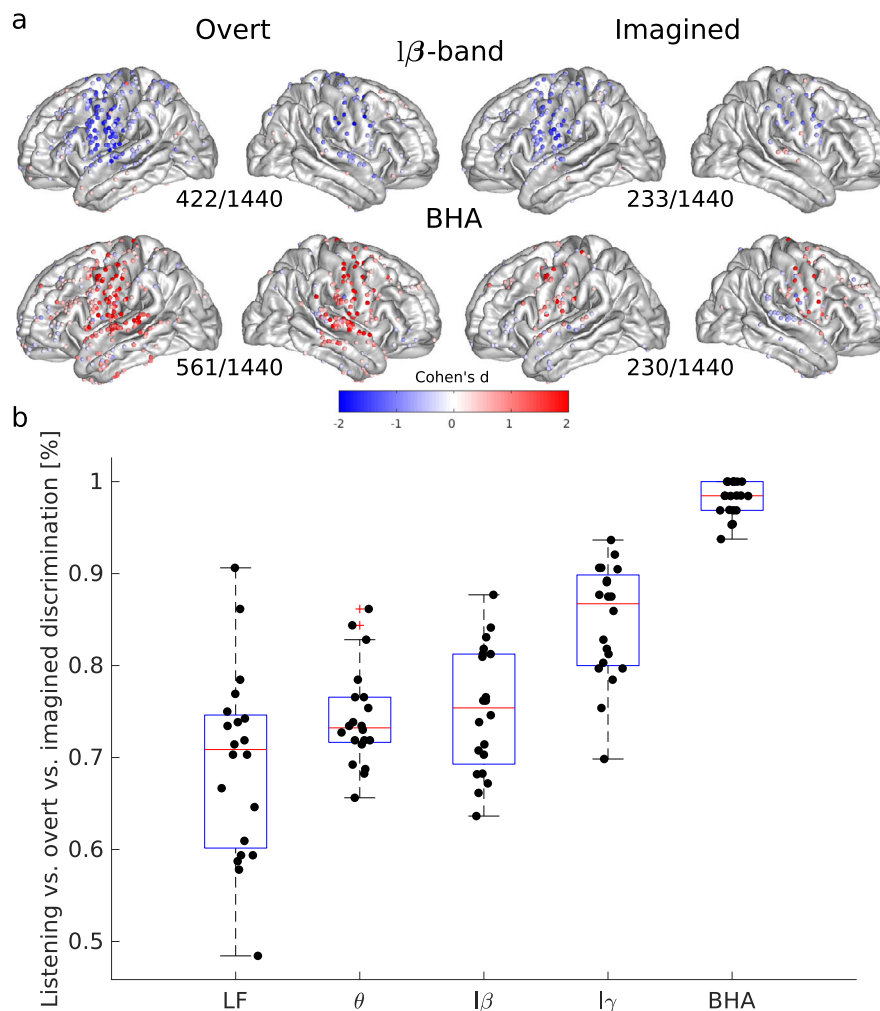 a
Overt
Imagined
lβ-band
422/1440
233/1440
BHA
561/1440
230/1440
Cohen's d
-2 -1 0 1 2
b
Listening vs. overt vs. imagined discrimination [%]
1
0.9
0.8
0.7
0.6
0.5
LF θ lβ lγ BHA